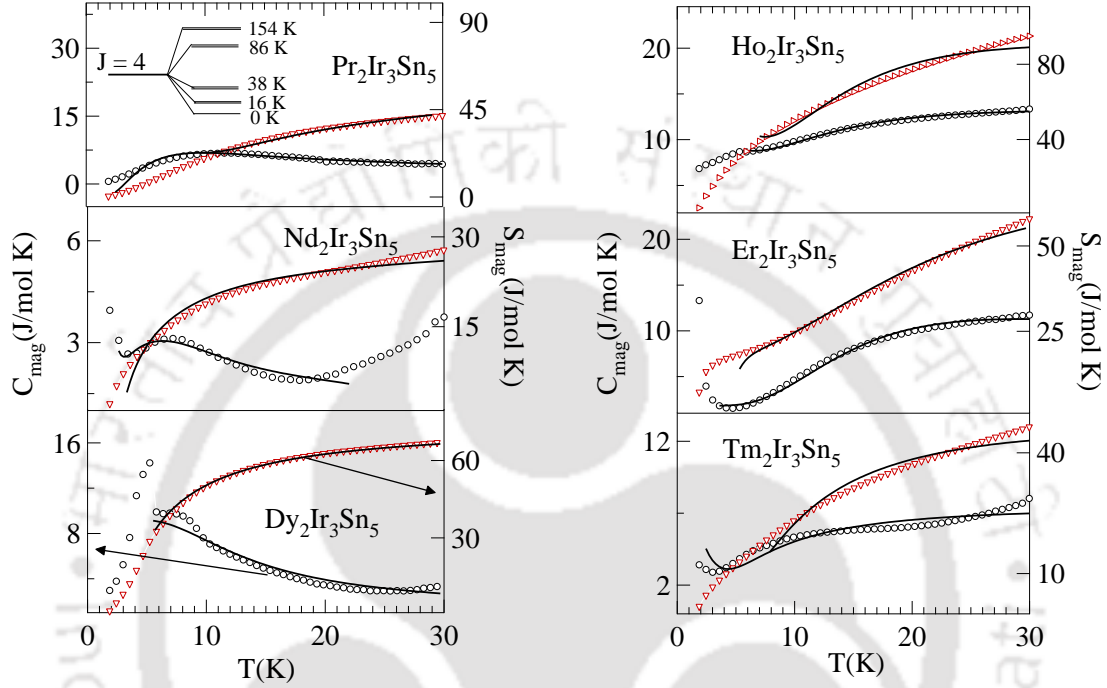 Pr2Ir3Sn5
J = 4
154 K
86 K
38 K
16 K
0 K
30
15
0
90
45
0
Nd2Ir3Sn5
6
3
30
15
Cmag(J/mol K)
Smag(J/mol K)
Dy2Ir3Sn5
16
8
60
30
0
10
20
30
T(K)
Ho2Ir3Sn5
20
10
80
40
Er2Ir3Sn5
20
10
50
25
Cmag(J/mol K)
Smag(J/mol K)
Tm2Ir3Sn5
12
2
40
10
0
10
20
30
T(K)